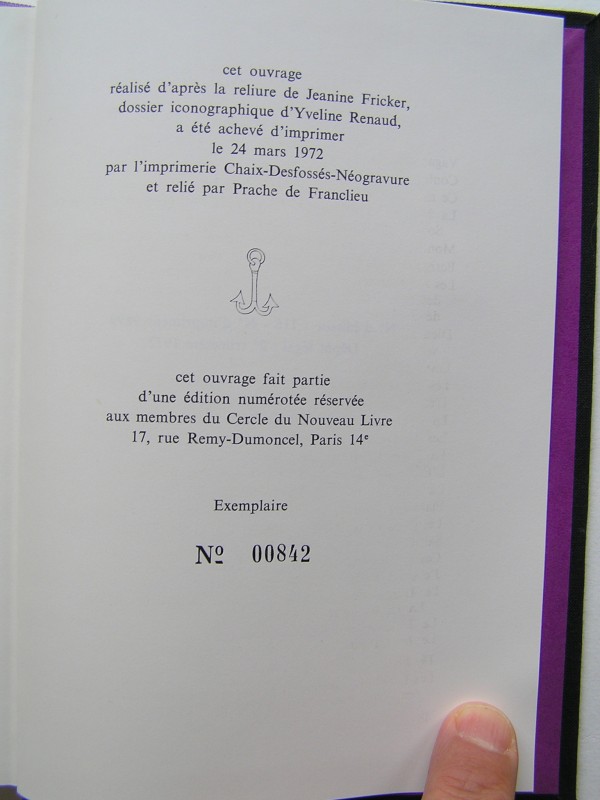 cet ouvrage
réalisé d'après la reliure de Jeanine Fricker,
dossier iconographique d'Yveline Renaud,
a été achevé d'imprimer
le 24 mars 1972
par l'imprimerie Chaix-Desfossés-Néogravure
et relié par Prache de Franclieu
cet ouvrage fait partie
d'une édition numérotée réservée
aux membres du Cercle du Nouveau Livre
17, rue Remy-Dumoncel, Paris 14e
Exemplaire
Nº 00842